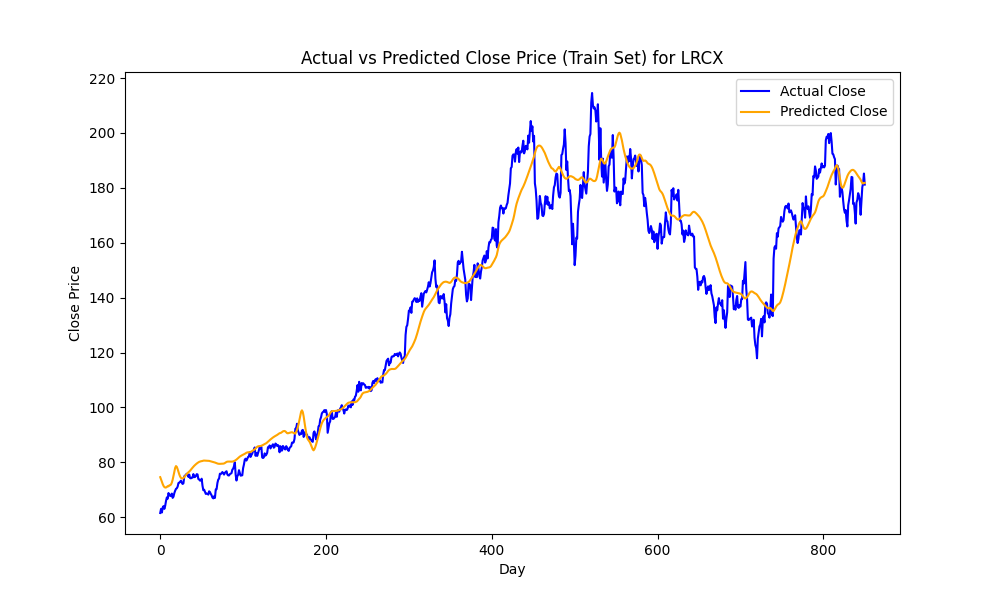 Actual vs Predicted Close Price (Train Set) for LRCX
Actual Close
Predicted Close
Close Price
220
200
180
160
140
120
100
80
60
0 200 400 600 800
Day